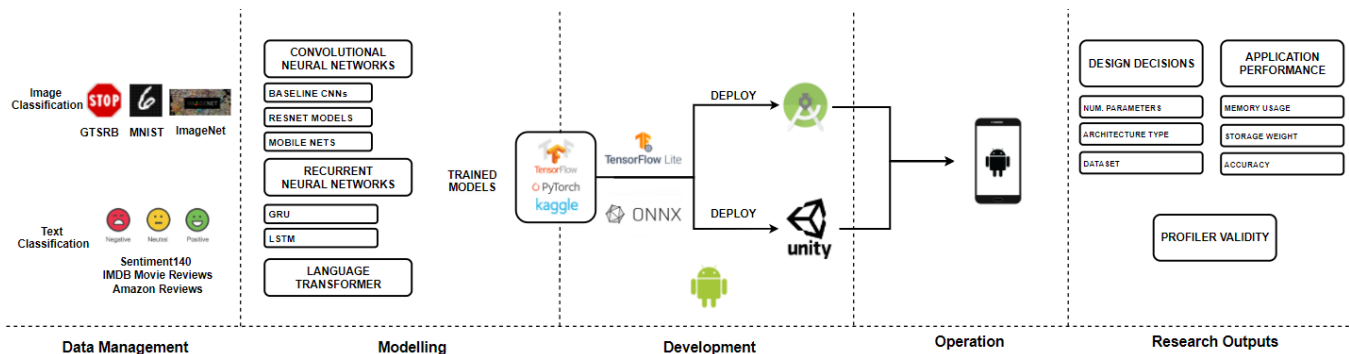 Image
Classification
STOP
GTSRB
MNIST
ImageNet
Text
Classification
Negative
Neutral
Positive
Sentiment140
IMDB Movie Reviews
Amazon Reviews
Data Management
CONVOLUTIONAL
NEURAL NETWORKS
BASELINE CNNs
RESNET MODELS
MOBILE NETS
RECURRENT
NEURAL NETWORKS
GRU
LSTM
LANGUAGE
TRANSFORMER
Modelling
TRAINED
MODELS
TensorFlow
PyTorch
kaggle
TensorFlow Lite
ONNX
DEPLOY
DEPLOY
unity
Development
Operation
DESIGN DECISIONS
NUM. PARAMETERS
ARCHITECTURE TYPE
DATASET
APPLICATION
PERFORMANCE
MEMORY USAGE
STORAGE WEIGHT
ACCURACY
PROFILER VALIDITY
Research Outputs